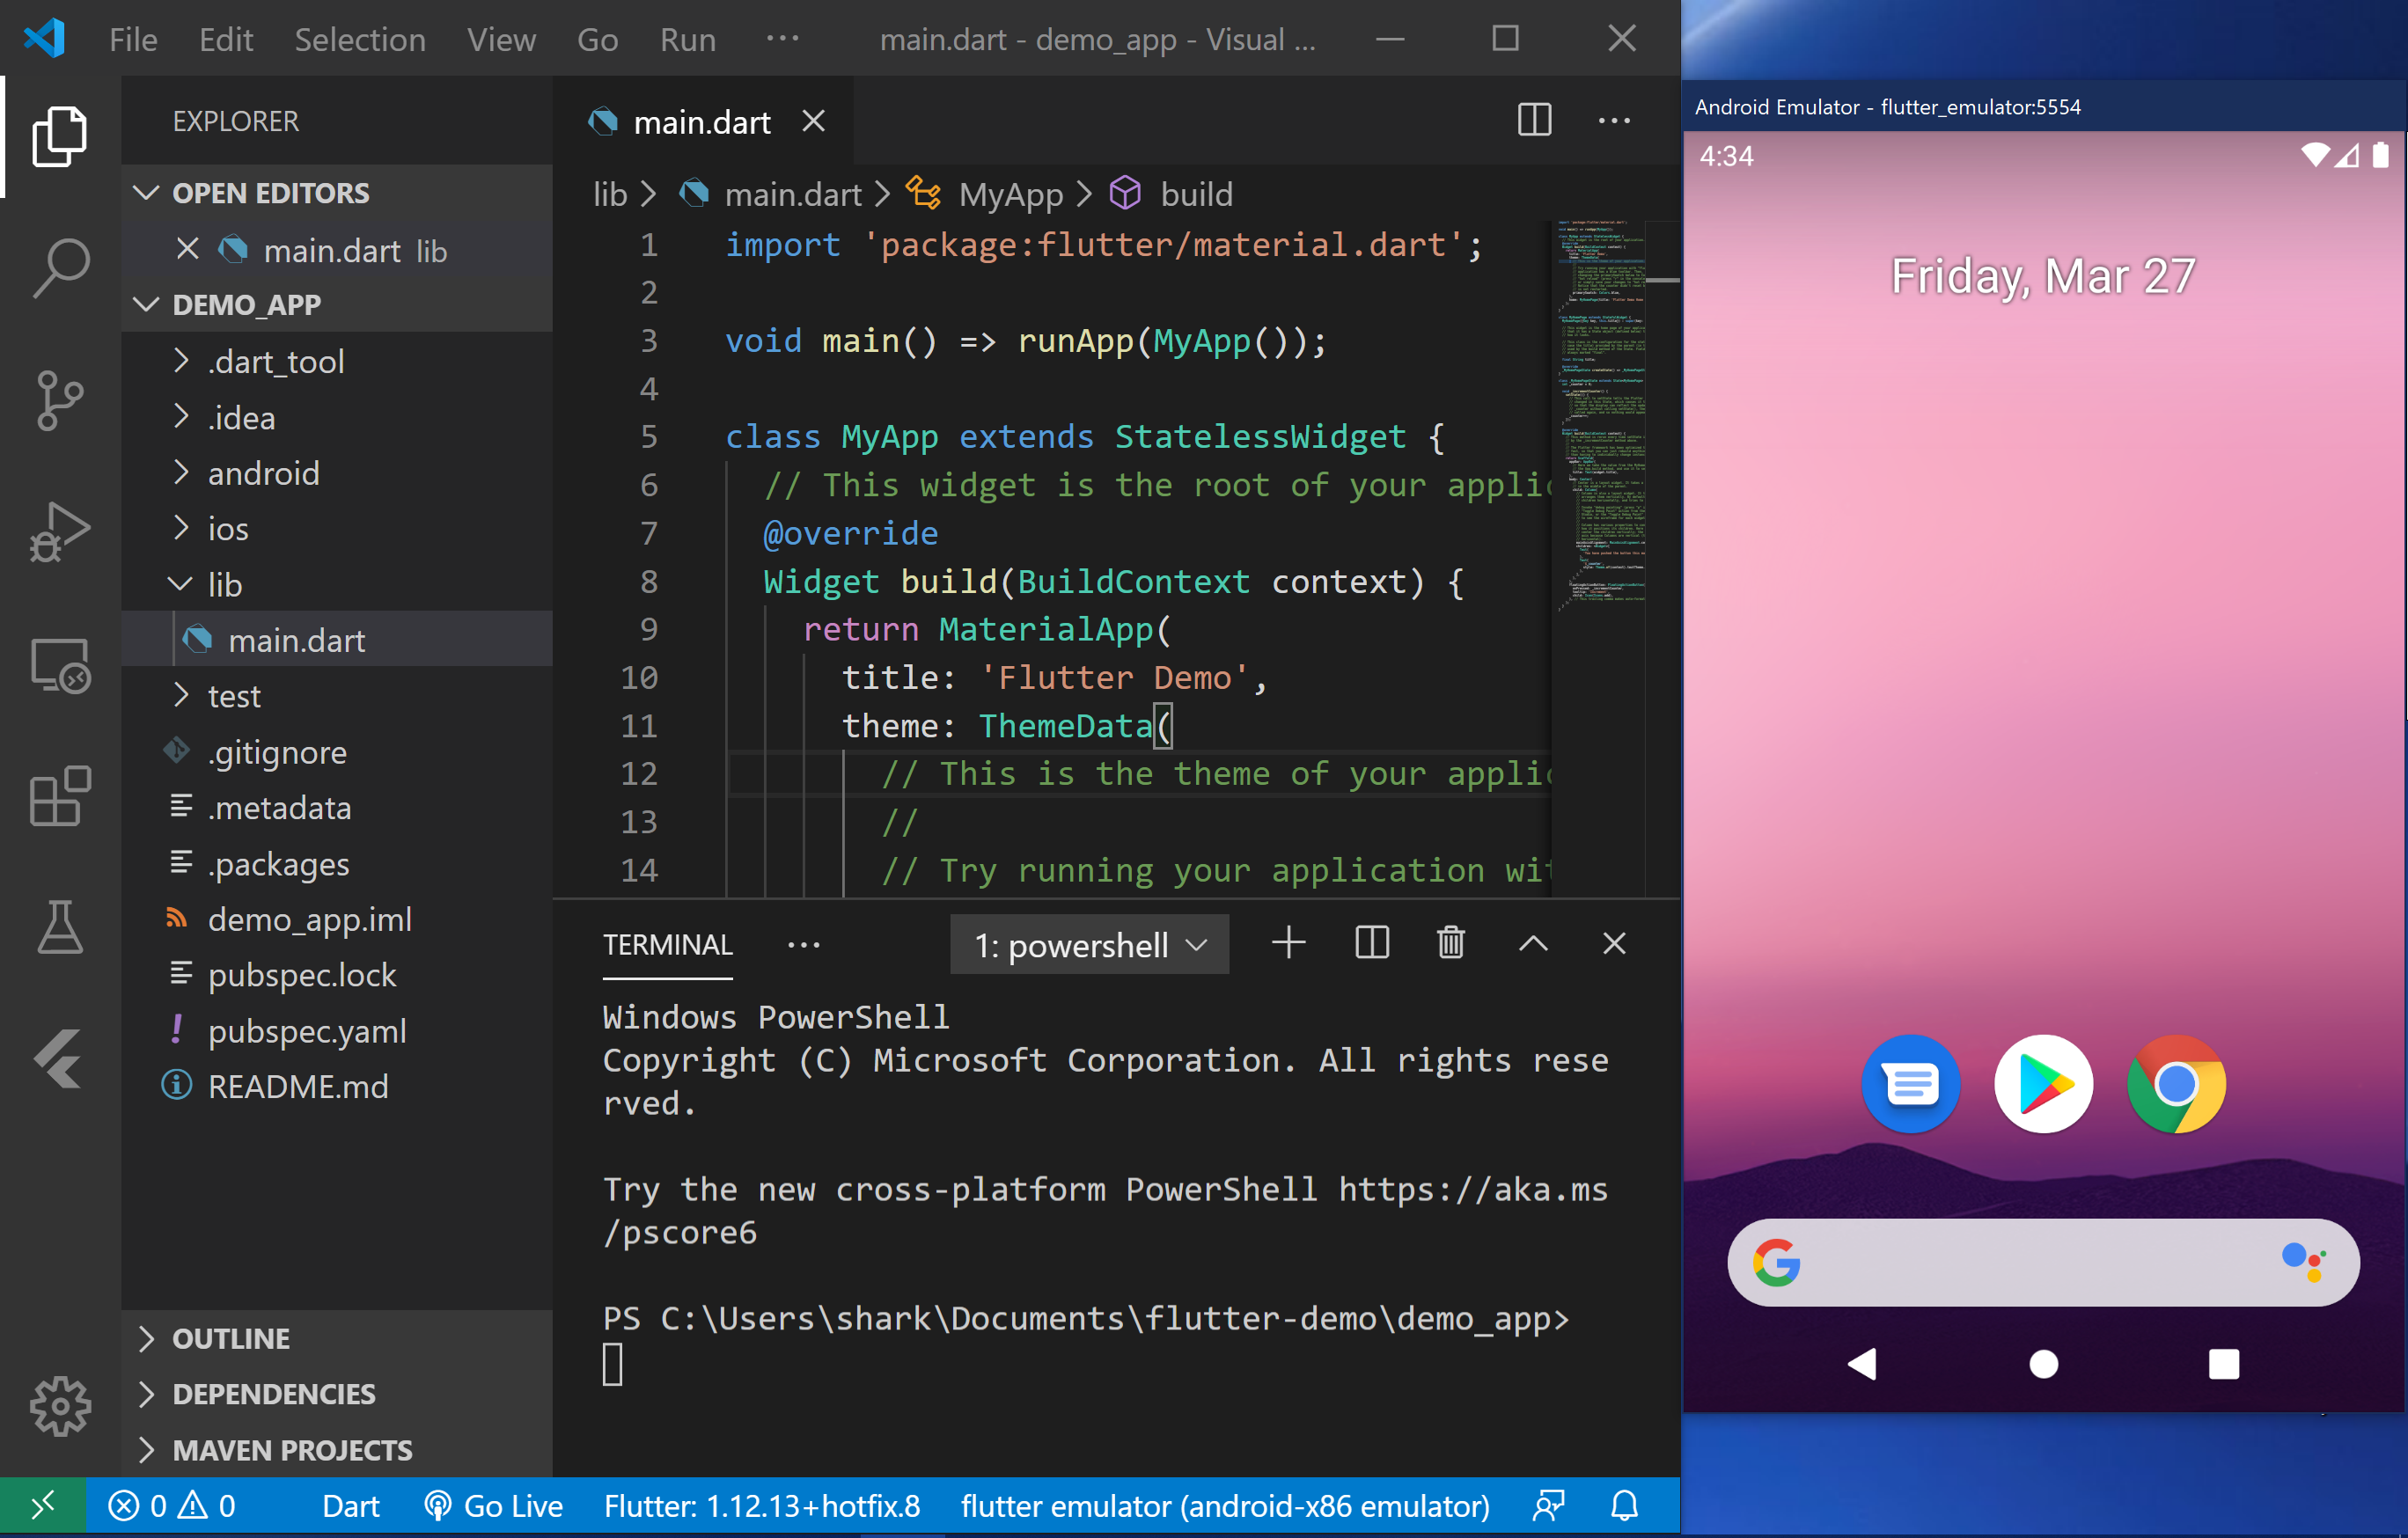 File Edit Selection View Go Run ... main.dart - demo_app - Visual ...
EXPLORER
OPEN EDITORS
main.dart lib
DEMO_APP
.dart_tool
.idea
android
ios
lib
main.dart
test
.gitignore
.metadata
.packages
demo_app.iml
pubspec.lock
pubspec.yaml
README.md
OUTLINE
DEPENDENCIES
MAVEN PROJECTS
main.dart
lib > main.dart > MyApp > build
1 import 'package:flutter/material.dart';
2
3 void main() => runApp(MyApp());
4
5 class MyApp extends StatelessWidget {
6 // This widget is the root of your applic
7 @override
8 Widget build(BuildContext context) {
9 return MaterialApp(
10 title: 'Flutter Demo',
11 theme: ThemeData(
12 // This is the theme of your applic
13 //
14 // Try running your application wit
TERMINAL ... 1: powershell
Windows PowerShell
Copyright (C) Microsoft Corporation. All rights rese
rved.
Try the new cross-platform PowerShell https://aka.ms
/pscore6
PS C:\Users\shark\Documents\flutter-demo\demo_app>
0 0 Dart Go Live Flutter: 1.12.13+hotfix.8 flutter emulator (android-x86 emulator)
Android Emulator - flutter_emulator:5554
4:34
Friday, Mar 27